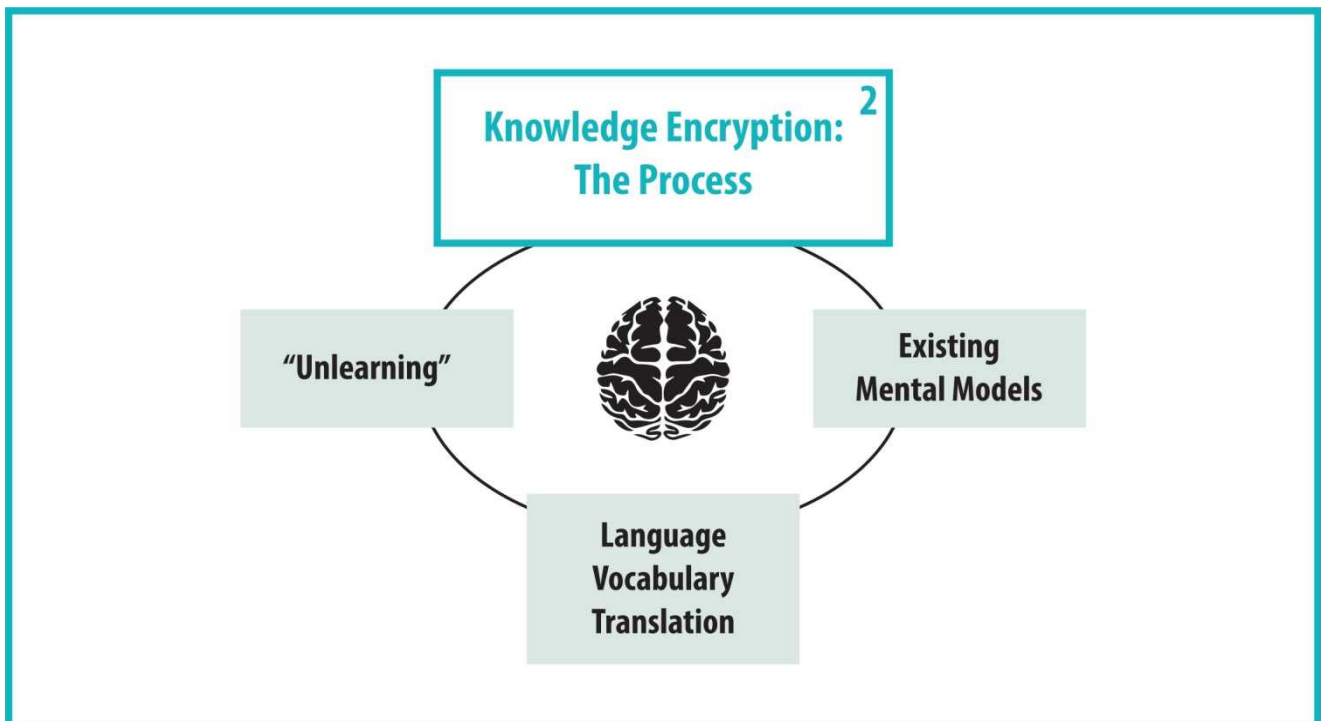 Knowledge Encryption: 2
The Process
“Unlearning”
Existing
Mental Models
Language
Vocabulary
Translation